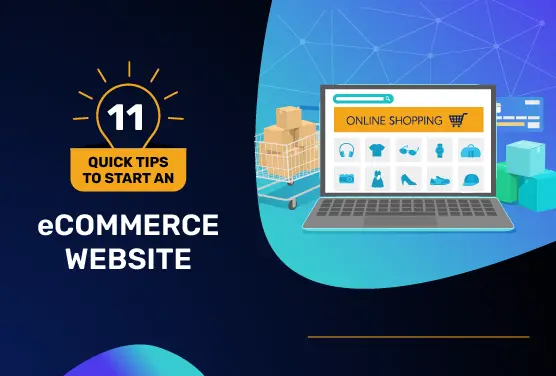 11
QUICK TIPS
TO START AN
eCOMMERCE
WEBSITE
ONLINE SHOPPING